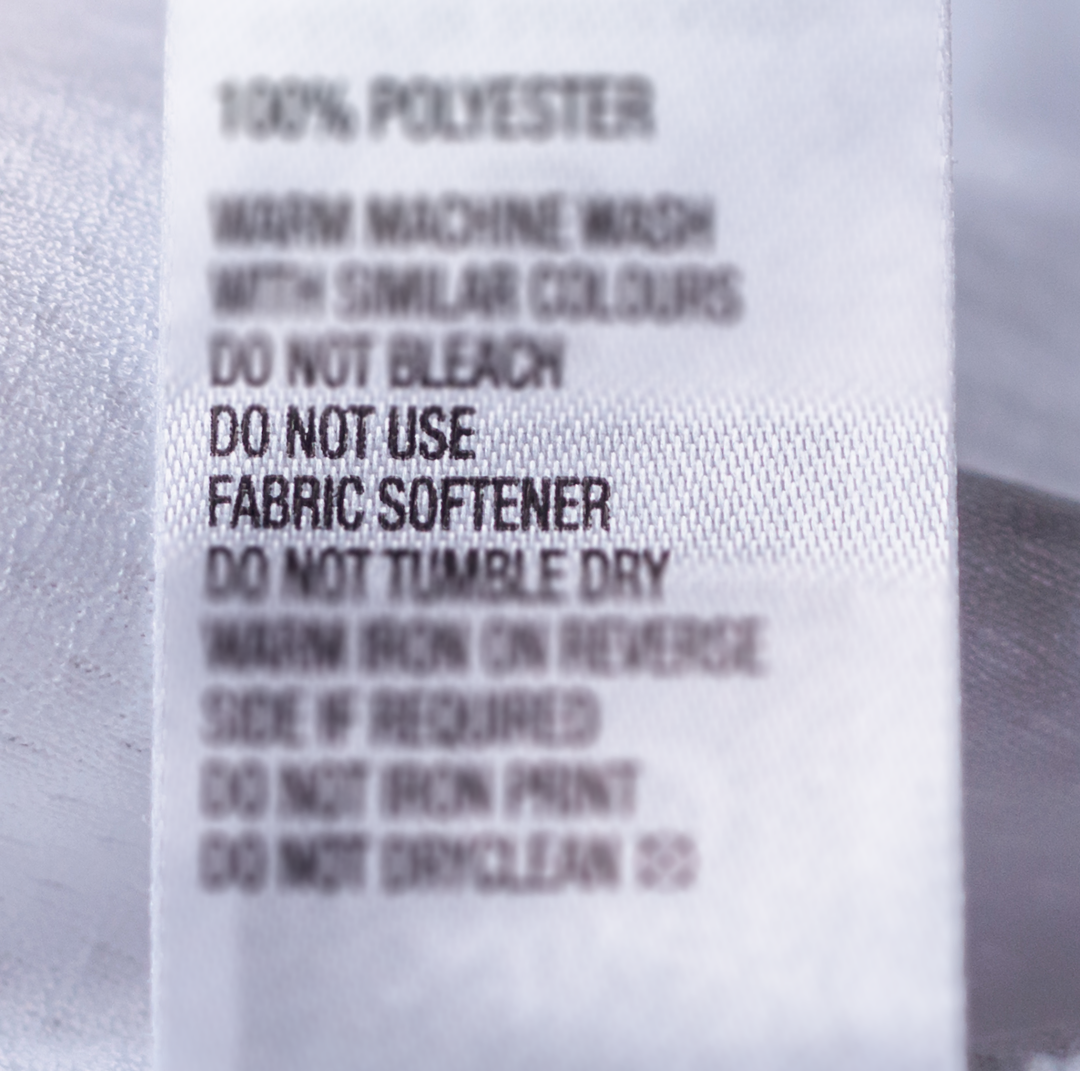 100% POLYESTER
WARM MACHINE WASH
WITH SIMILAR COLOURS
DO NOT BLEACH
DO NOT USE
FABRIC SOFTENER
DO NOT TUMBLE DRY
WARM IRON ON REVERSE
SIDE IF REQUIRED
DO NOT IRON PRINT
DO NOT DRYCLEAN